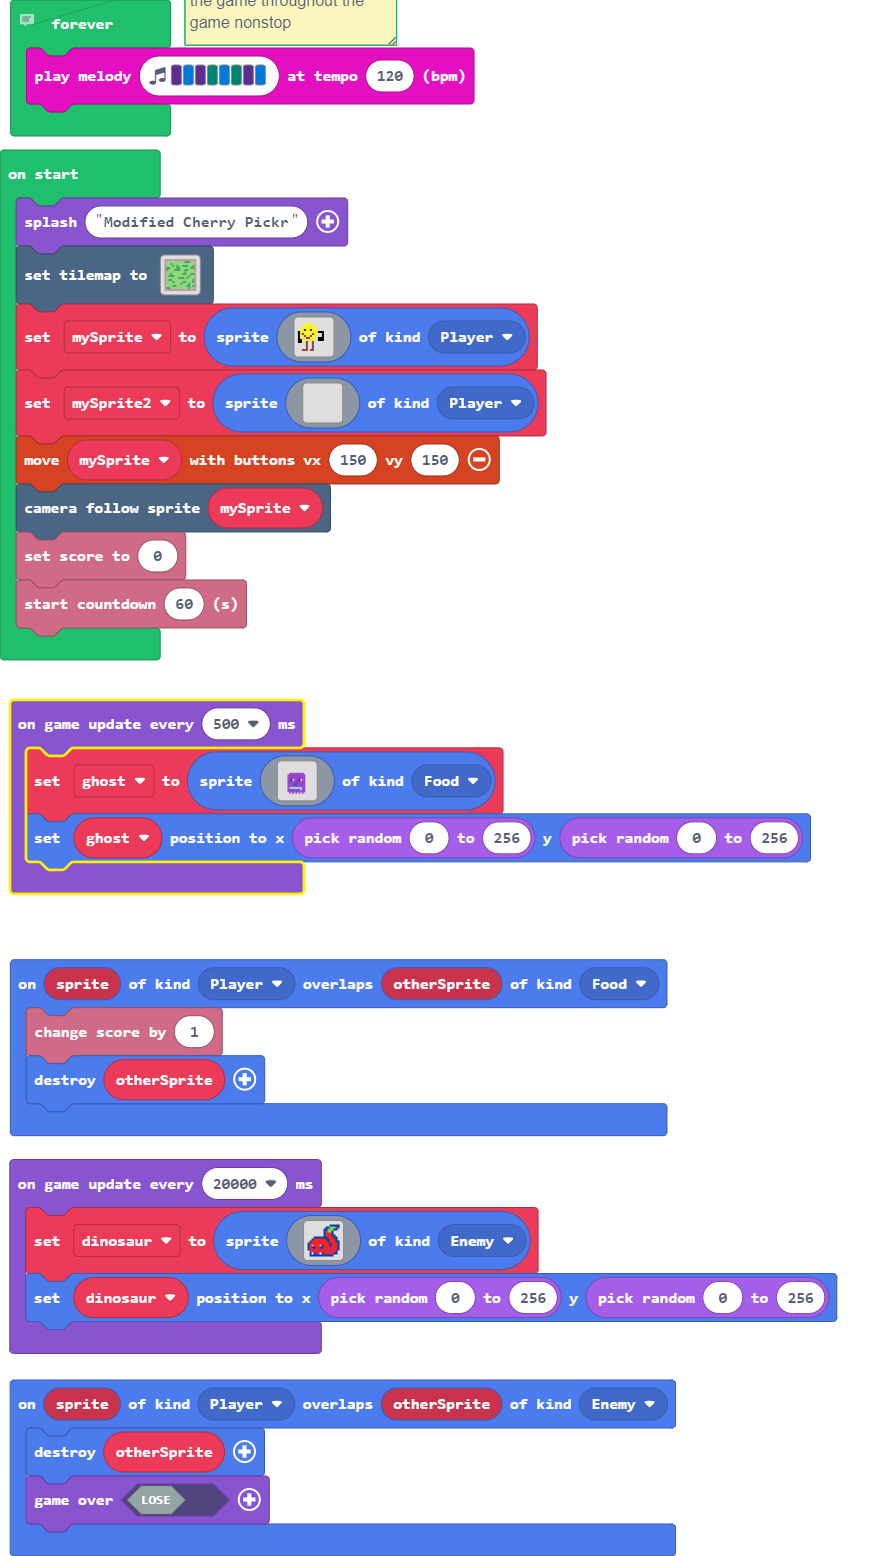 the game throughout the
game nonstop
forever
play melody at tempo 120 (bpm)
on start
splash "Modified Cherry Pickr"
set tilemap to
set mySprite to sprite of kind Player
set mySprite2 to sprite of kind Player
move mySprite with buttons vx 150 vy 150
camera follow sprite mySprite
set score to 0
start countdown 60 (s)
on game update every 500 ms
set ghost to sprite of kind Food
set ghost position to x pick random 0 to 256 y pick random 0 to 256
on sprite of kind Player overlaps otherSprite of kind Food
change score by 1
destroy otherSprite
on game update every 20000 ms
set dinosaur to sprite of kind Enemy
set dinosaur position to x pick random 0 to 256 y pick random 0 to 256
on sprite of kind Player overlaps otherSprite of kind Enemy
destroy otherSprite
game over LOSE